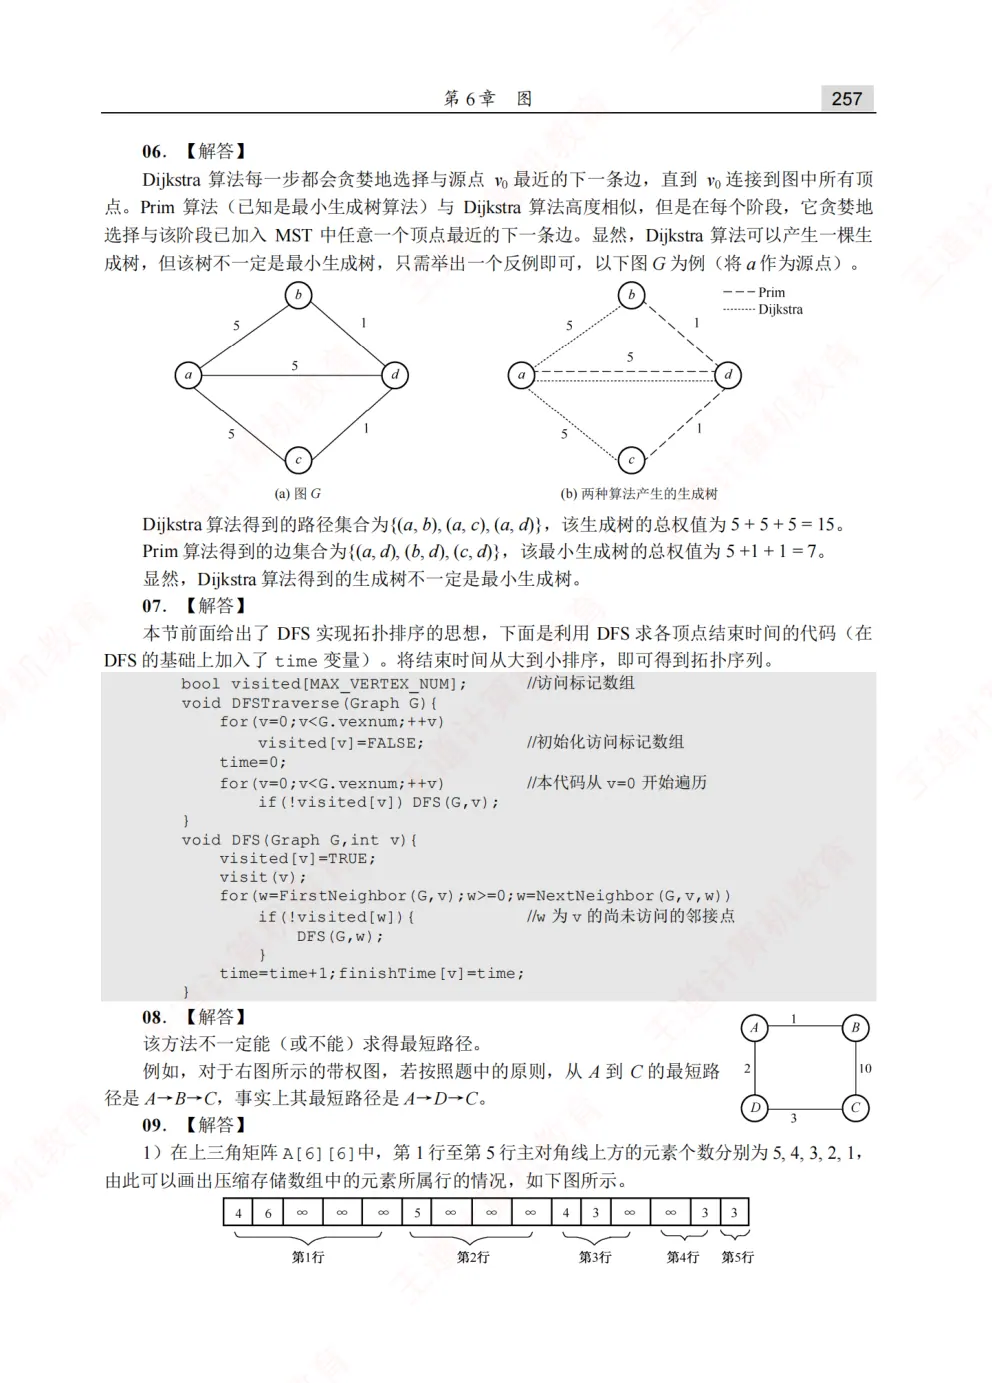 第 6 章 图 257
06．【解答】
Dijkstra 算法每一步都会贪婪地选择与源点 v0 最近的下一条边，直到 v0 连接到图中所有顶
点。Prim 算法（已知是最小生成树算法）与 Dijkstra 算法高度相似，但是在每个阶段，它贪婪地
选择与该阶段已加入 MST 中任意一个顶点最近的下一条边。显然，Dijkstra 算法可以产生一棵生
成树，但该树不一定是最小生成树，只需举出一个反例即可，以下图 G 为例（将 a 作为源点）。
b
5 1
a 5 d
5 1
c
(a) 图 G
b
5 1
a 5 d
5 1
c
Prim
Dijkstra
(b) 两种算法产生的生成树
Dijkstra 算法得到的路径集合为{(a, b), (a, c), (a, d)}，该生成树的总权值为 5 + 5 + 5 = 15。
Prim 算法得到的边集合为{(a, d), (b, d), (c, d)}，该最小生成树的总权值为 5 +1 + 1 = 7。
显然，Dijkstra 算法得到的生成树不一定是最小生成树。
07．【解答】
本节前面给出了 DFS 实现拓扑排序的思想，下面是利用 DFS 求各顶点结束时间的代码（在
DFS 的基础上加入了 time 变量）。将结束时间从大到小排序，即可得到拓扑序列。
bool visited[MAX_VERTEX_NUM]; //访问标记数组
void DFSTraverse(Graph G){
for(v=0;v<G.vexnum;++v)
visited[v]=FALSE; //初始化访问标记数组
time=0;
for(v=0;v<G.vexnum;++v) //本代码从 v=0 开始遍历
if(!visited[v]) DFS(G,v);
}
void DFS(Graph G,int v){
visited[v]=TRUE;
visit(v);
for(w=FirstNeighbor(G,v);w>=0;w=NextNeighbor(G,v,w))
if(!visited[w]){ //w 为 v 的尚未访问的邻接点
DFS(G,w);
}
time=time+1;finishTime[v]=time;
}
08．【解答】
该方法不一定能（或不能）求得最短路径。
例如，对于右图所示的带权图，若按照题中的原则，从 A 到 C 的最短路
径是 A→B→C，事实上其最短路径是 A→D→C。
A 1 B
2 10
D 3 C
09．【解答】
1）在上三角矩阵 A[6][6]中，第 1 行至第 5 行主对角线上方的元素个数分别为 5, 4, 3, 2, 1，
由此可以画出压缩存储数组中的元素所属行的情况，如下图所示。
4 6 ∞ ∞ ∞ 5 ∞ ∞ ∞ 4 3 ∞ ∞ 3 3
第1行 第2行 第3行 第4行 第5行